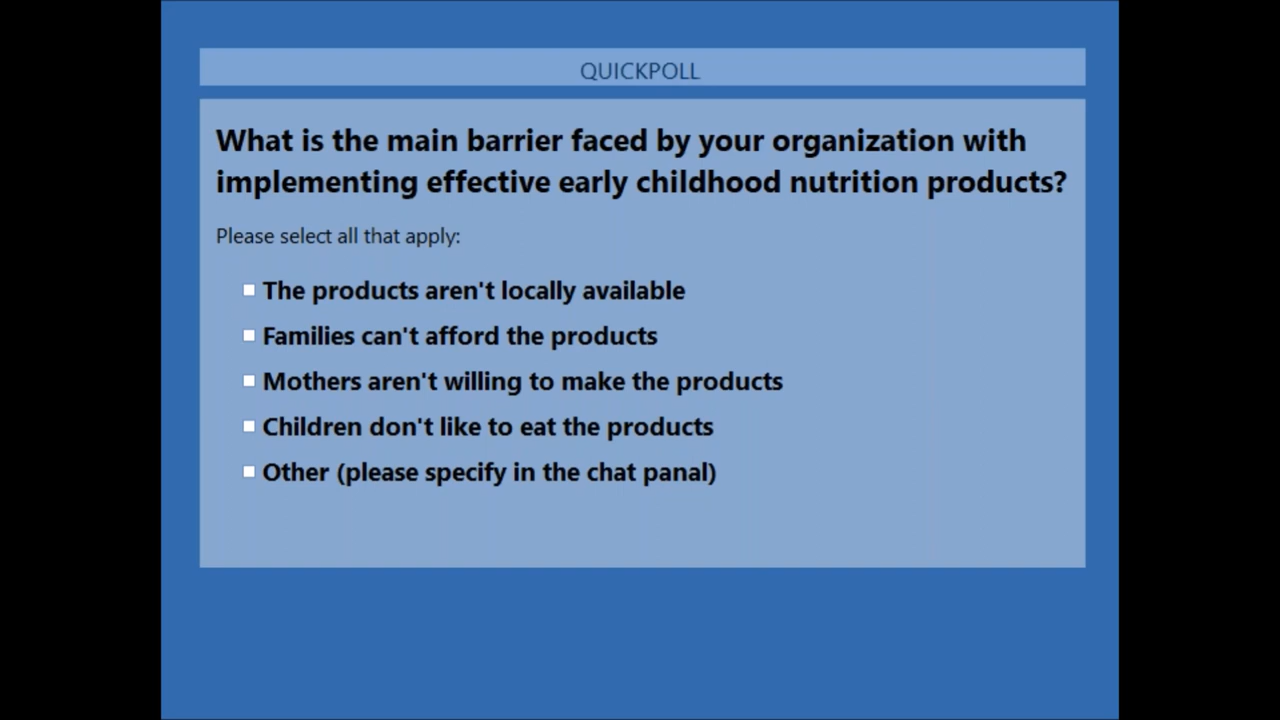 QUICKPOLL
What is the main barrier faced by your organization with
implementing effective early childhood nutrition products?
Please select all that apply:
The products aren't locally available
Families can't afford the products
Mothers aren't willing to make the products
Children don't like to eat the products
Other (please specify in the chat panal)